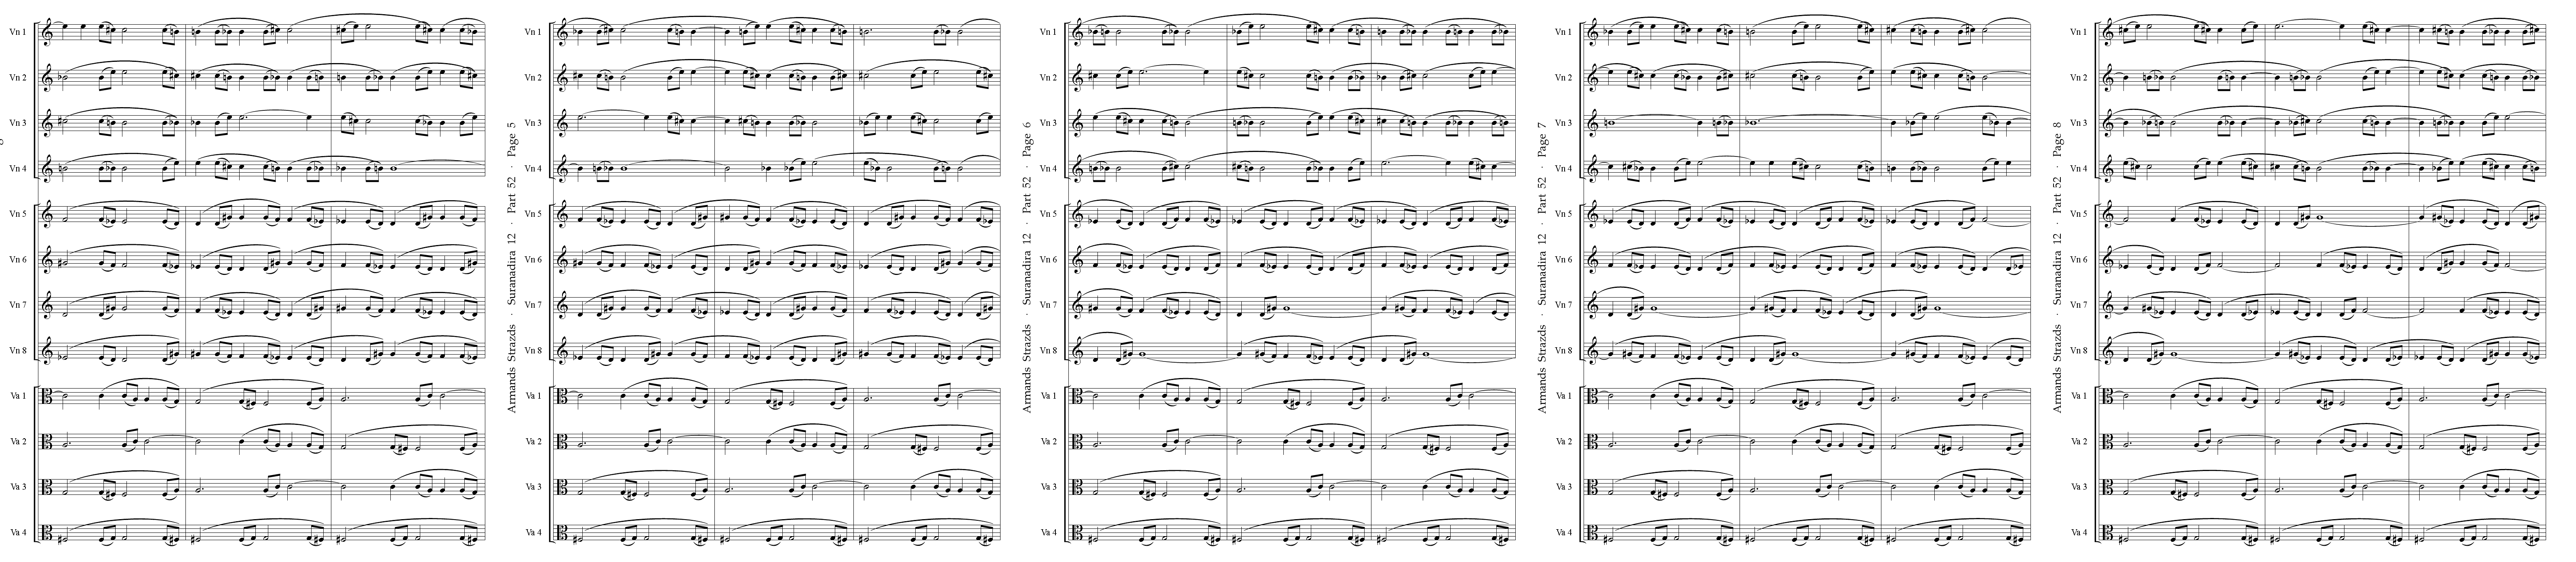 Vn 1
Vn 2
Vn 3
Vn 4
Vn 5
Vn 6
Vn 7
Vn 8
Va 1
Va 2
Va 3
Va 4
Armands Strazds · Suranadira 12 · Part 52 · Page 5
Vn 1
Vn 2
Vn 3
Vn 4
Vn 5
Vn 6
Vn 7
Vn 8
Va 1
Va 2
Va 3
Va 4
Armands Strazds · Suranadira 12 · Part 52 · Page 6
Vn 1
Vn 2
Vn 3
Vn 4
Vn 5
Vn 6
Vn 7
Vn 8
Va 1
Va 2
Va 3
Va 4
Armands Strazds · Suranadira 12 · Part 52 · Page 7
Vn 1
Vn 2
Vn 3
Vn 4
Vn 5
Vn 6
Vn 7
Vn 8
Va 1
Va 2
Va 3
Va 4
Armands Strazds · Suranadira 12 · Part 52 · Page 8
Vn 1
Vn 2
Vn 3
Vn 4
Vn 5
Vn 6
Vn 7
Vn 8
Va 1
Va 2
Va 3
Va 4